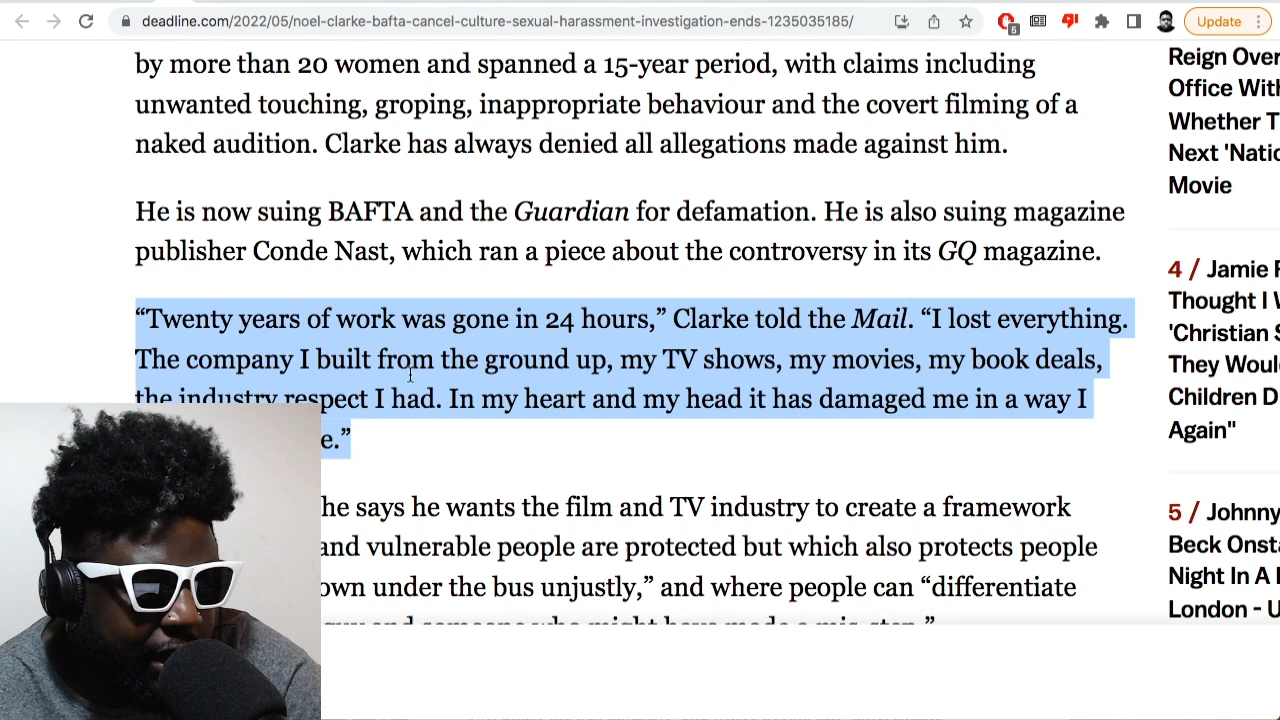 deadline.com/2022/05/noel-clarke-bafta-cancel-culture-sexual-harassment-investigation-ends-1235035185/
5
Update
by more than 20 women and spanned a 15-year period, with claims including
unwanted touching, groping, inappropriate behaviour and the covert filming of a
naked audition. Clarke has always denied all allegations made against him.
He is now suing BAFTA and the Guardian for defamation. He is also suing magazine
publisher Conde Nast, which ran a piece about the controversy in its GQ magazine.
“Twenty years of work was gone in 24 hours,” Clarke told the Mail. “I lost everything.
The company I built from the ground up, my TV shows, my movies, my book deals,
the industry respect I had. In my heart and my head it has damaged me in a way I
e.”
he says he wants the film and TV industry to create a framework
and vulnerable people are protected but which also protects people
own under the bus unjustly,” and where people can “differentiate
Reign Over
Office With
Whether T
Next 'Natio
Movie
4 / Jamie F
Thought I W
'Christian S
They Would
Children D
Again"
5 / Johnny
Beck Onsta
Night In A
London - U